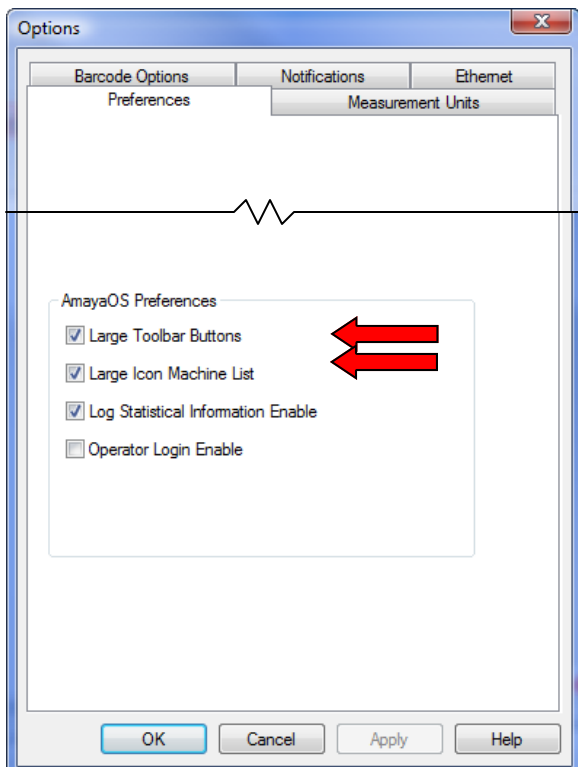 Options
Barcode Options Notifications Ethernet
Preferences Measurement Units
AmayaOS Preferences
Large Toolbar Buttons
Large Icon Machine List
Log Statistical Information Enable
Operator Login Enable
OK Cancel Apply Help